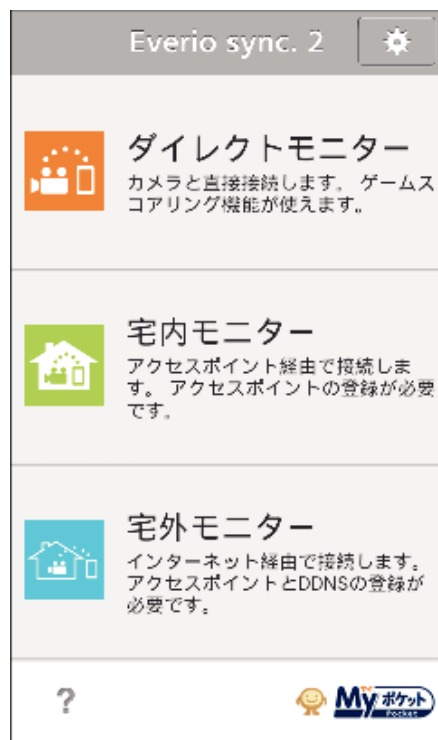 Everio sync. 2
ダイレクトモニター
カメラと直接接続します。 ゲームス
コアリング機能が使えます。
宅内モニター
アクセスポイント経由で接続しま
す。 アクセスポイントの登録が必要
です。
宅外モニター
インターネット経由で接続します。
アクセスポイントとDDNSの登録が
必要です。
?
My ポケット
Pocket